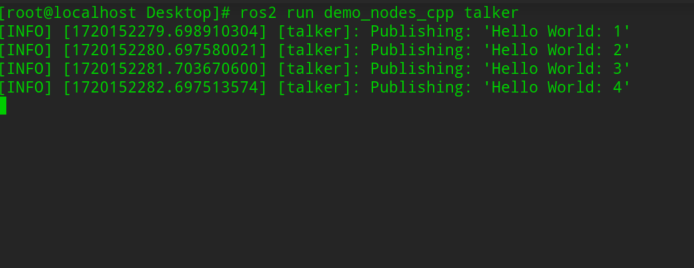 [root@localhost Desktop]# ros2 run demo_nodes_cpp talker
[INFO] [1720152279.698910304] [talker]: Publishing: 'Hello World: 1'
[INFO] [1720152280.697580021] [talker]: Publishing: 'Hello World: 2'
[INFO] [1720152281.703670600] [talker]: Publishing: 'Hello World: 3'
[INFO] [1720152282.697513574] [talker]: Publishing: 'Hello World: 4'